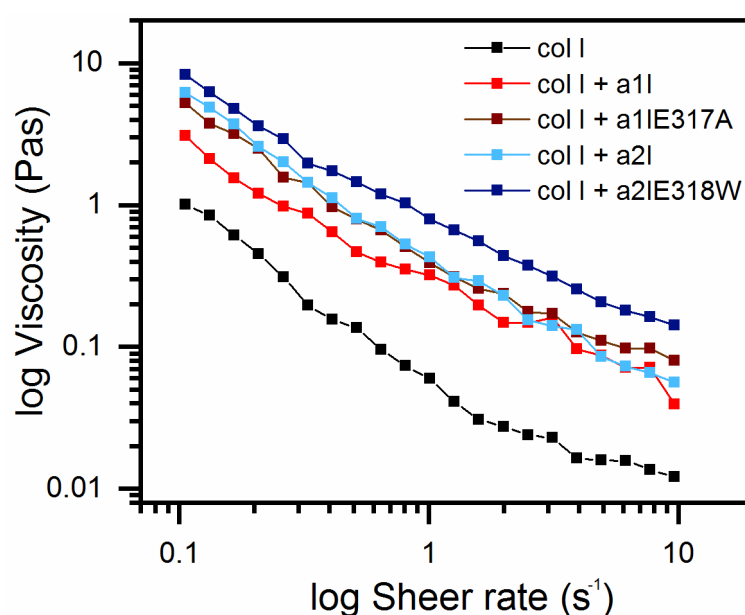 col I
col I + a1I
col I + a1IE317A
col I + a2I
col I + a2IE318W
10
1
0.1
0.01
log Viscosity (Pas)
0.1
1
10
log Sheer rate (s⁻¹)